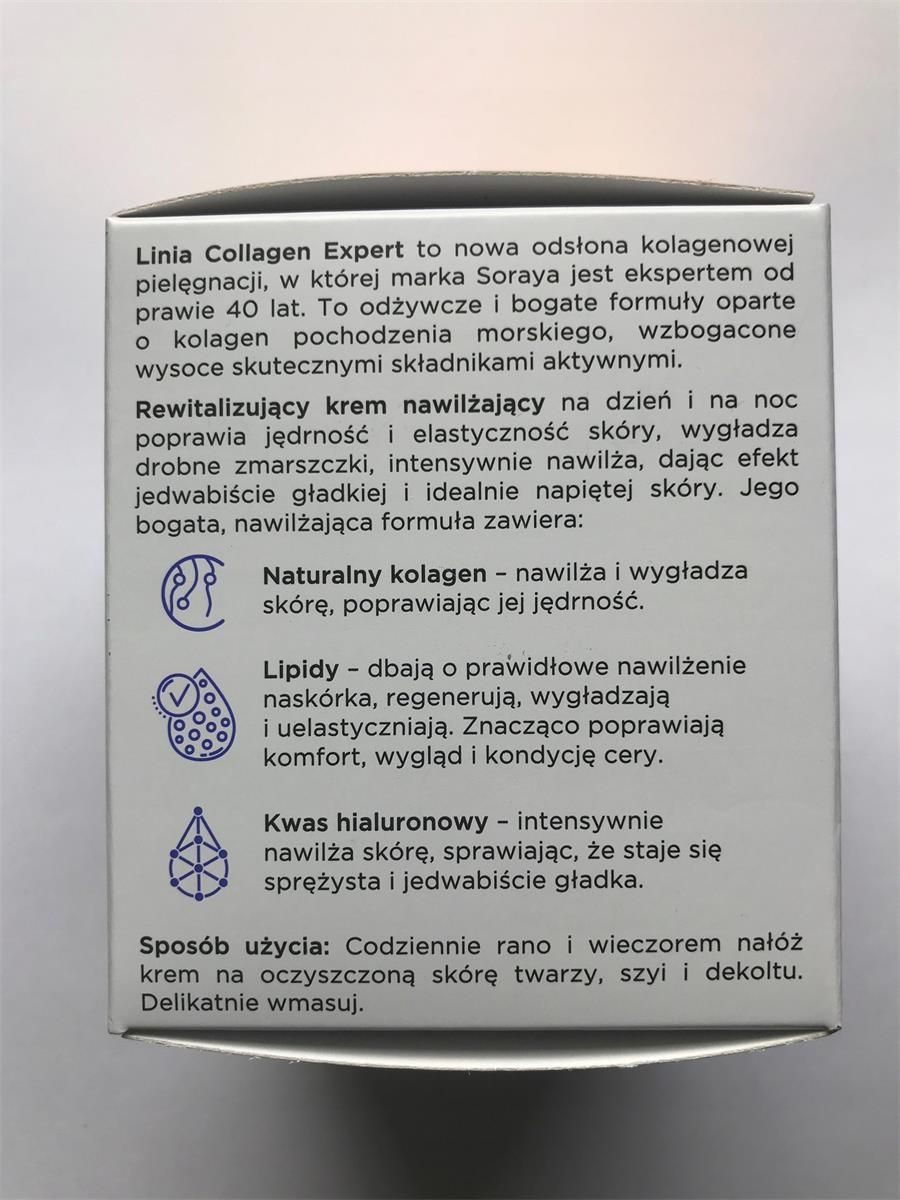 Linia Collagen Expert to nowa odsłona kolagenowej
pielęgnacji, w której marka Soraya jest ekspertem od
prawie 40 lat. To odżywcze i bogate formuły oparte
o kolagen pochodzenia morskiego, wzbogacone
wysoce skutecznymi składnikami aktywnymi.
Rewitalizujący krem nawilżający na dzień i na noc
poprawia jędrność i elastyczność skóry, wygładza
drobne zmarszczki, intensywnie nawilża, dając efekt
jedwabiście gładkiej i idealnie napiętej skóry. Jego
bogata, nawilżająca formuła zawiera:
Naturalny kolagen – nawilża i wygładza
skórę, poprawiając jej jędrność.
Lipidy – dbają o prawidłowe nawilżenie
naskórka, regenerują, wygładzają
i uelastyczniają. Znacząco poprawiają
komfort, wygląd i kondycję cery.
Kwas hialuronowy – intensywnie
nawilża skórę, sprawiając, że staje się
sprężysta i jedwabiście gładka.
Sposób użycia: Codziennie rano i wieczorem nałóż
krem na oczyszczoną skórę twarzy, szyi i dekoltu.
Delikatnie wmasuj.